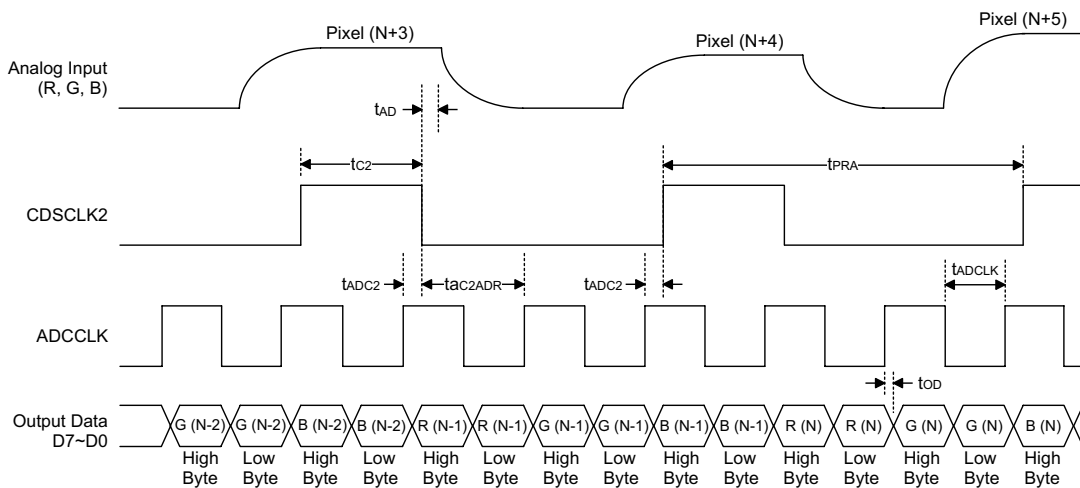 Pixel (N+3)
Pixel (N+4)
Pixel (N+5)
Analog Input
(R, G, B)
tAD
tC2
tPRA
CDSCLK2
tADC2
taC2ADR
tADC2
tADCLK
ADCCLK
tOD
Output Data
D7~D0
G (N-2) G (N-2) B (N-2) B (N-2) R (N-1) R (N-1) G (N-1) G (N-1) B (N-1) B (N-1) R (N) R (N) G (N) G (N) B (N)
High Low High Low High Low High Low High Low High Low High Low High
Byte Byte Byte Byte Byte Byte Byte Byte Byte Byte Byte Byte Byte Byte Byte